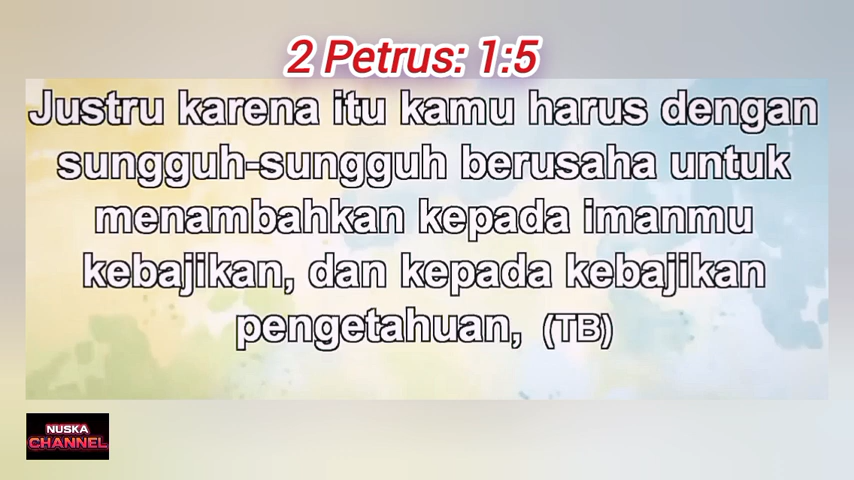 2 Petrus: 1:5
Justru karena itu kamu harus dengan
sungguh-sungguh berusaha untuk
menambahkan kepada imanmu
kebajikan, dan kepada kebajikan
pengetahuan, (TB)
NUSKA
CHANNEL